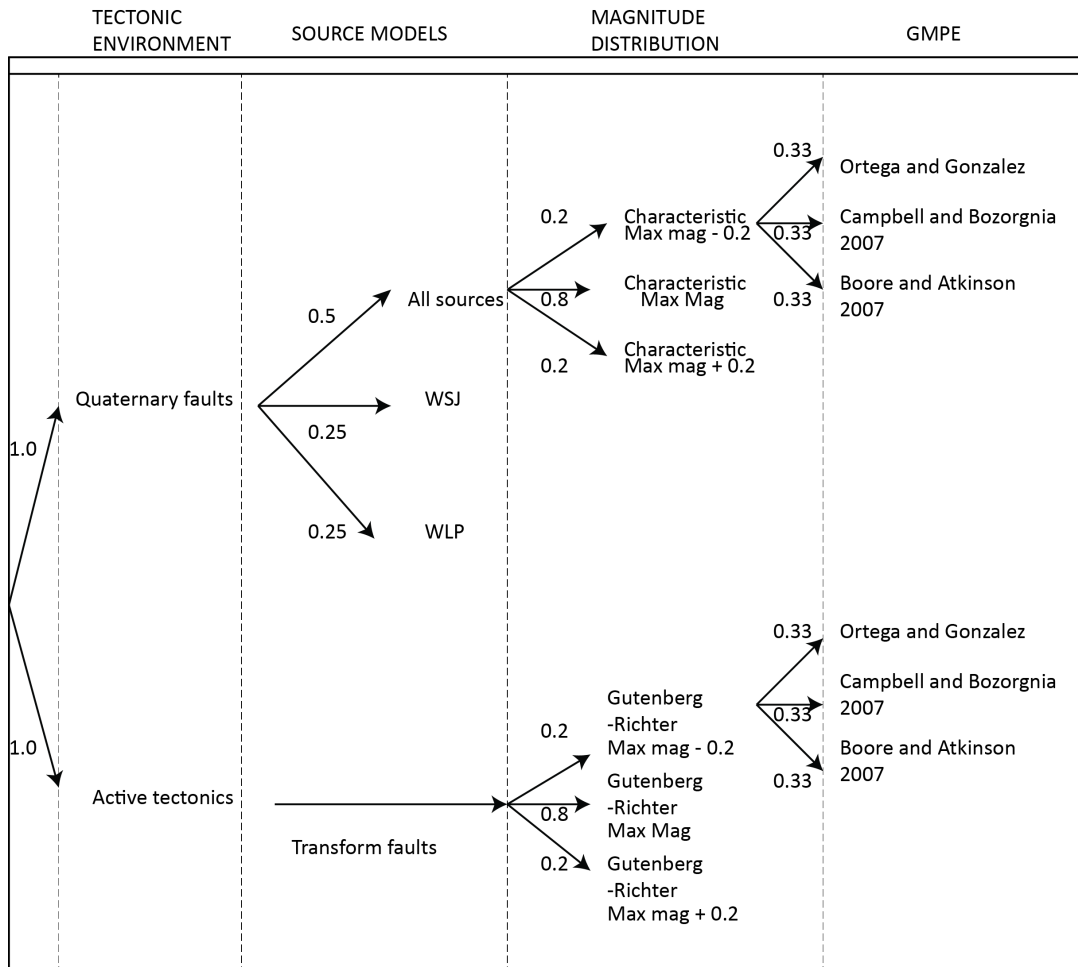 TECTONIC
ENVIRONMENT
SOURCE MODELS
MAGNITUDE
DISTRIBUTION
GMPE
0.33
Ortega and Gonzalez
0.2
Characteristic
Max mag - 0.2
0.33
Campbell and Bozorgnia
2007
All sources
0.8
Characteristic
Max Mag
0.33
Boore and Atkinson
2007
0.5
0.2
Characteristic
Max mag + 0.2
Quaternary faults
WSJ
0.25
1.0
0.25
WLP
0.33
Ortega and Gonzalez
Campbell and Bozorgnia
2007
0.33
Gutenberg
-Richter
Max mag - 0.2
0.2
1.0
Boore and Atkinson
2007
0.33
Active tectonics
Gutenberg
-Richter
Max Mag
0.8
Transform faults
0.2
Gutenberg
-Richter
Max mag + 0.2